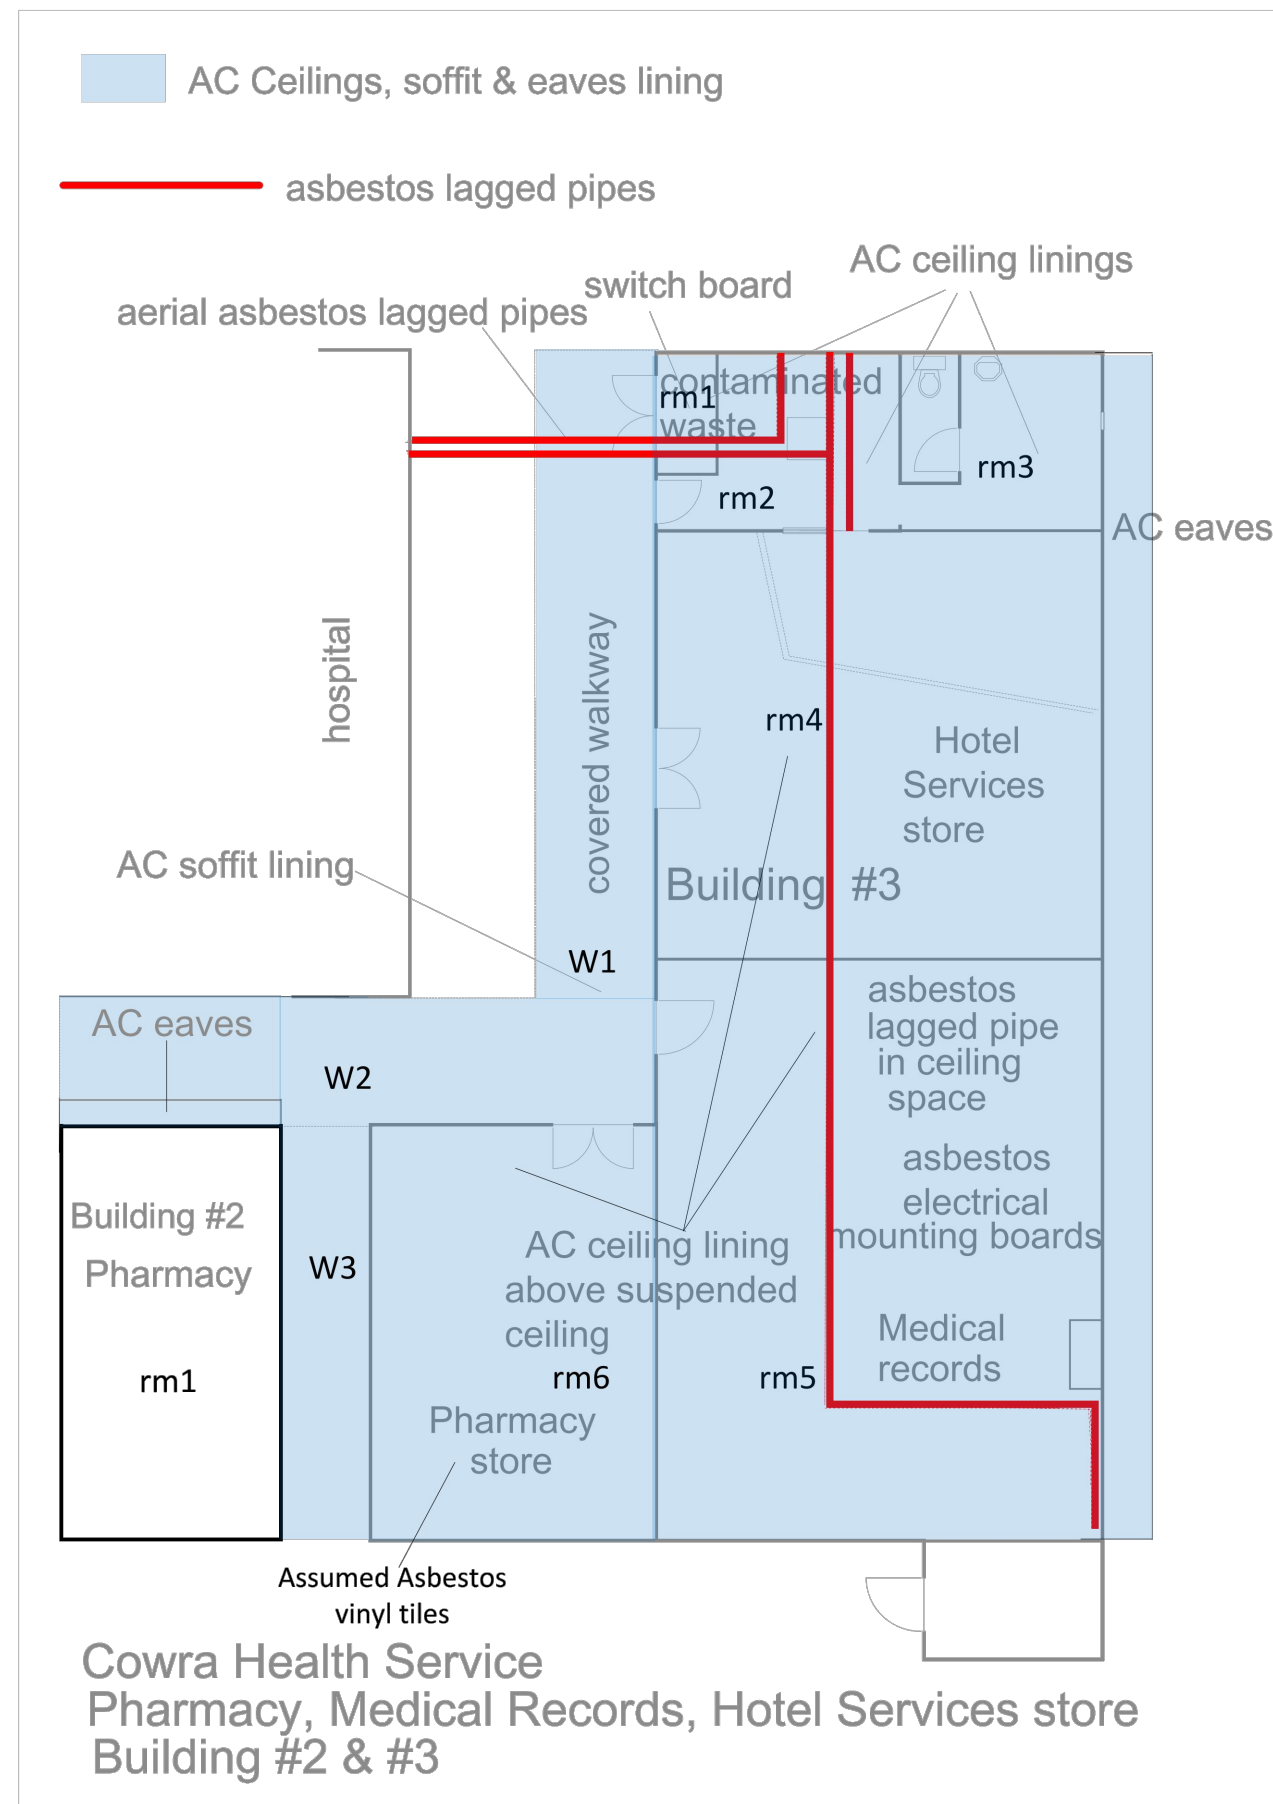 AC Ceilings, soffit & eaves lining
asbestos lagged pipes
AC ceiling linings
switch board
aerial asbestos lagged pipes
contaminated
rm1
waste
rm3
rm2
AC eaves
hospital
covered walkway
rm4
Hotel
Services
store
AC soffit lining
Building #3
W1
asbestos
lagged pipe
in ceiling
space
AC eaves
W2
asbestos
electrical
mounting boards
Building #2
Pharmacy
W3
AC ceiling lining
above suspended
ceiling
Medical
records
rm1
rm6
rm5
Pharmacy
store
Assumed Asbestos
vinyl tiles
Cowra Health Service
Pharmacy, Medical Records, Hotel Services store
Building #2 & #3